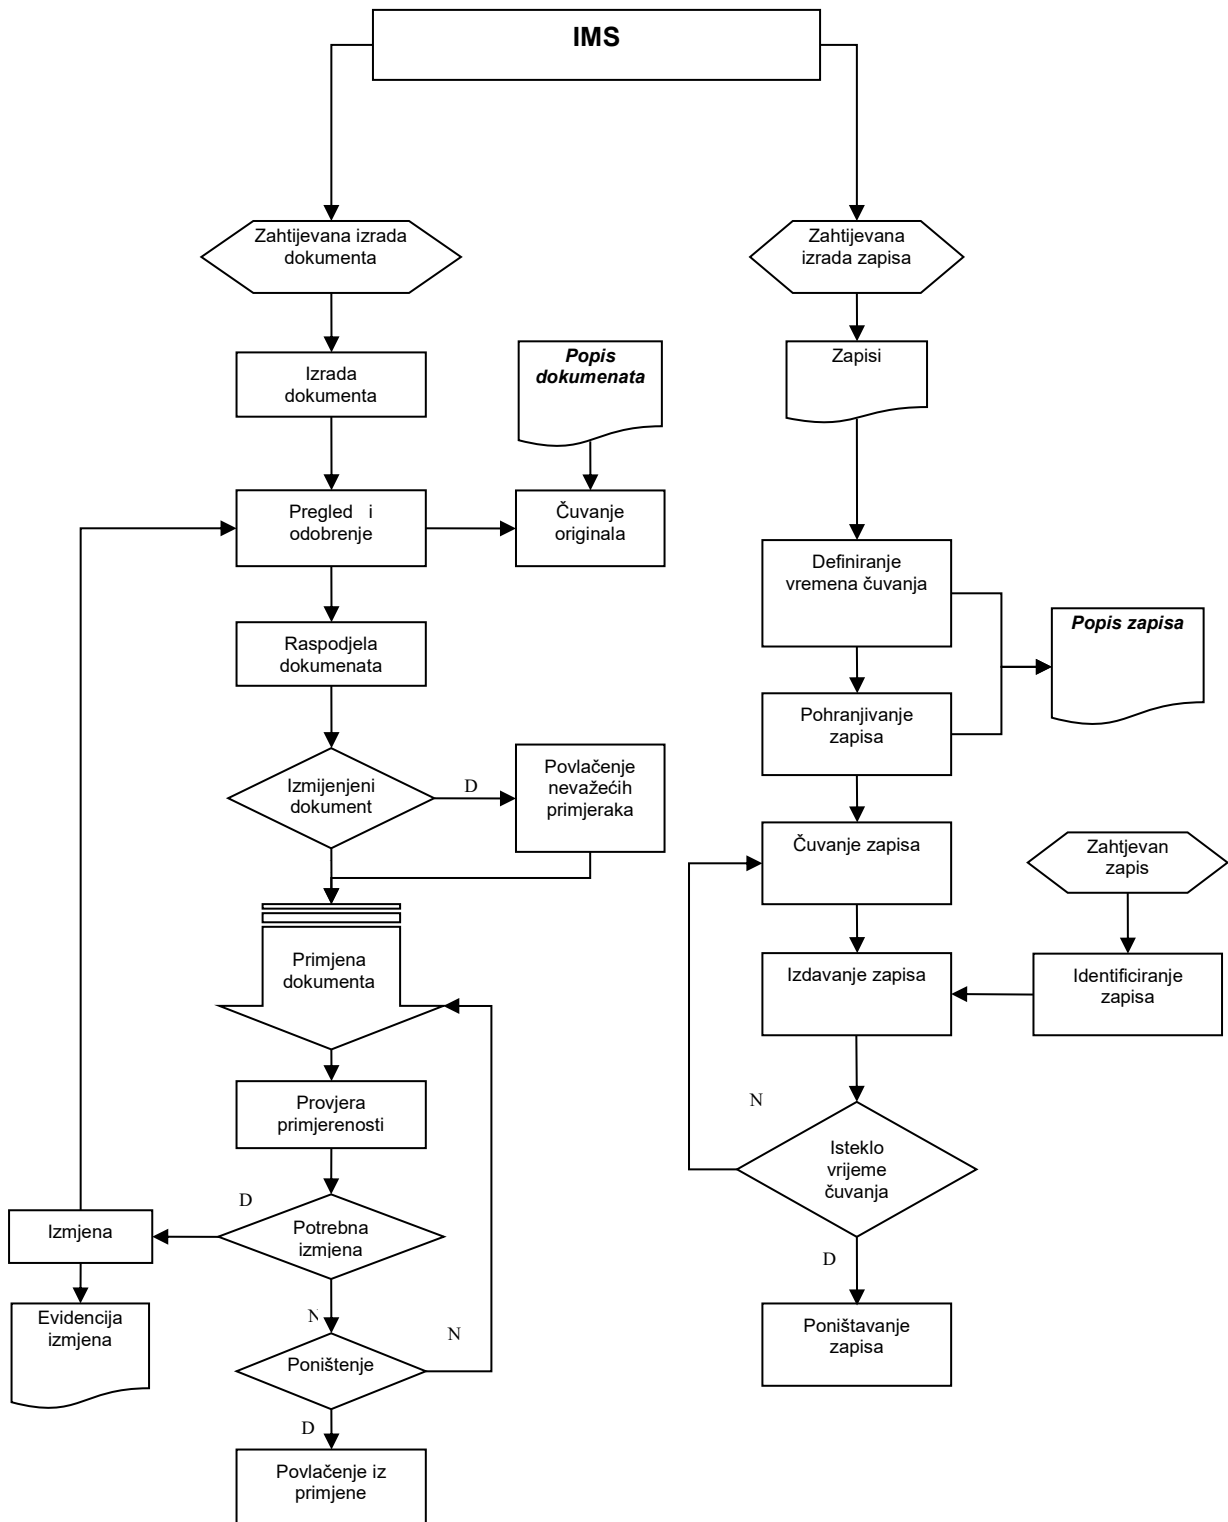 IMS
Zahtijevana izrada
dokumenta
Zahtijevana
izrada zapisa
Izrada
dokumenta
Popis
dokumenata
Zapisi
Pregled i
odobrenje
Čuvanje
originala
Definiranje
vremena čuvanja
Popis zapisa
Raspodjela
dokumenata
Pohranjivanje
zapisa
Izmijenjeni
dokument
D
Povlačenje
nevažećih
primjeraka
Čuvanje zapisa
Zahtjevan
zapis
Primjena
dokumenta
Izdavanje zapisa
Identificiranje
zapisa
Provjera
primjerenosti
N
Isteklo
vrijeme
čuvanja
D
Izmjena
Potrebna
izmjena
D
Evidencija
izmjena
N
N
Poništenje
Poništavanje
zapisa
D
Povlačenje iz
primjene